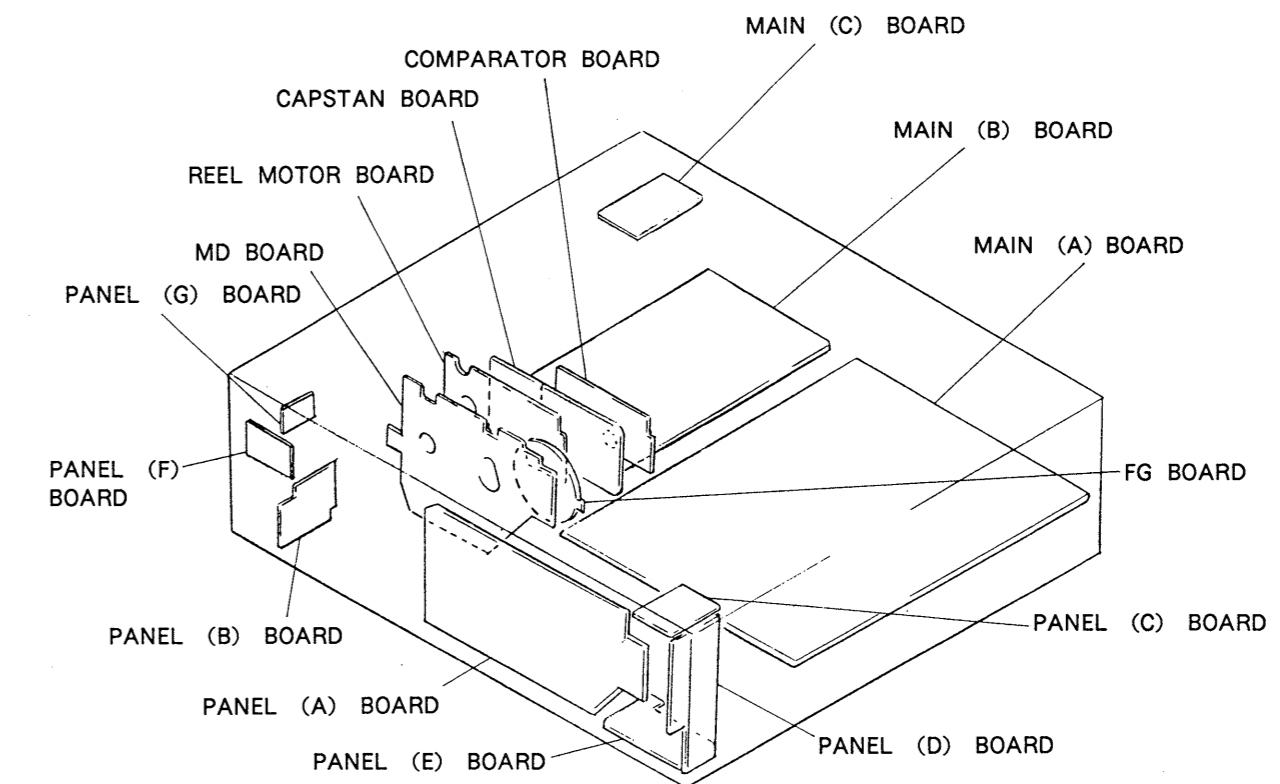 MAIN (C) BOARD
COMPARATOR BOARD
CAPSTAN BOARD
MAIN (B) BOARD
REEL MOTOR BOARD
MAIN (A) BOARD
MD BOARD
PANEL (G) BOARD
PANEL (F)
BOARD
FG BOARD
PANEL (C) BOARD
PANEL (B) BOARD
PANEL (A) BOARD
PANEL (D) BOARD
PANEL (E) BOARD